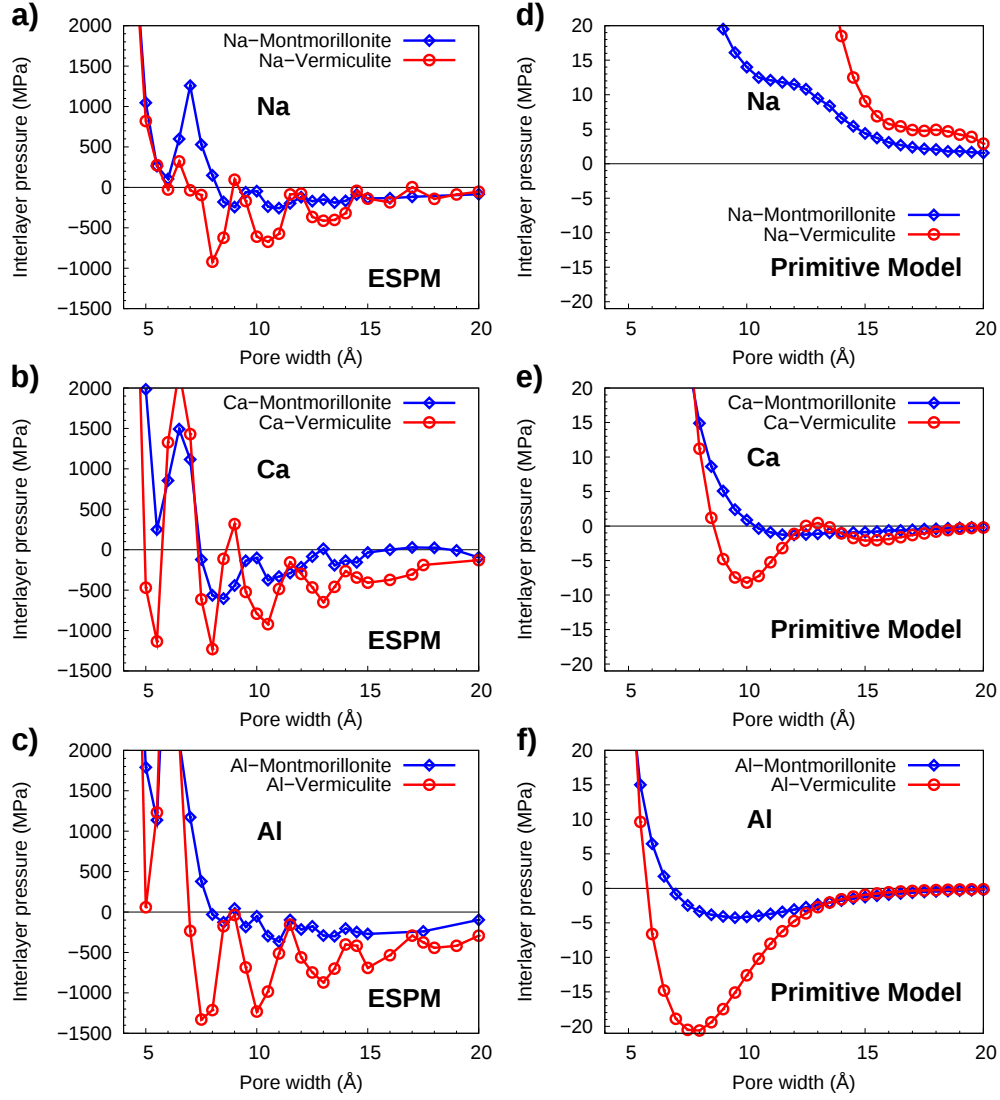 a)
Interlayer pressure (MPa)
2000
1500
1000
500
0
−500
−1000
−1500
5
10
15
20
Pore width (Å)
Na−Montmorillonite
Na−Vermiculite
Na
ESPM
d)
Interlayer pressure (MPa)
20
15
10
5
0
−5
−10
−15
−20
5
10
15
20
Pore width (Å)
Na
Na−Montmorillonite
Na−Vermiculite
Primitive Model
b)
Interlayer pressure (MPa)
2000
1500
1000
500
0
−500
−1000
−1500
5
10
15
20
Pore width (Å)
Ca−Montmorillonite
Ca−Vermiculite
Ca
ESPM
e)
Interlayer pressure (MPa)
20
15
10
5
0
−5
−10
−15
−20
5
10
15
20
Pore width (Å)
Ca−Montmorillonite
Ca−Vermiculite
Ca
Primitive Model
c)
Interlayer pressure (MPa)
2000
1500
1000
500
0
−500
−1000
−1500
5
10
15
20
Pore width (Å)
Al−Montmorillonite
Al−Vermiculite
Al
ESPM
f)
Interlayer pressure (MPa)
20
15
10
5
0
−5
−10
−15
−20
5
10
15
20
Pore width (Å)
Al−Montmorillonite
Al−Vermiculite
Al
Primitive Model